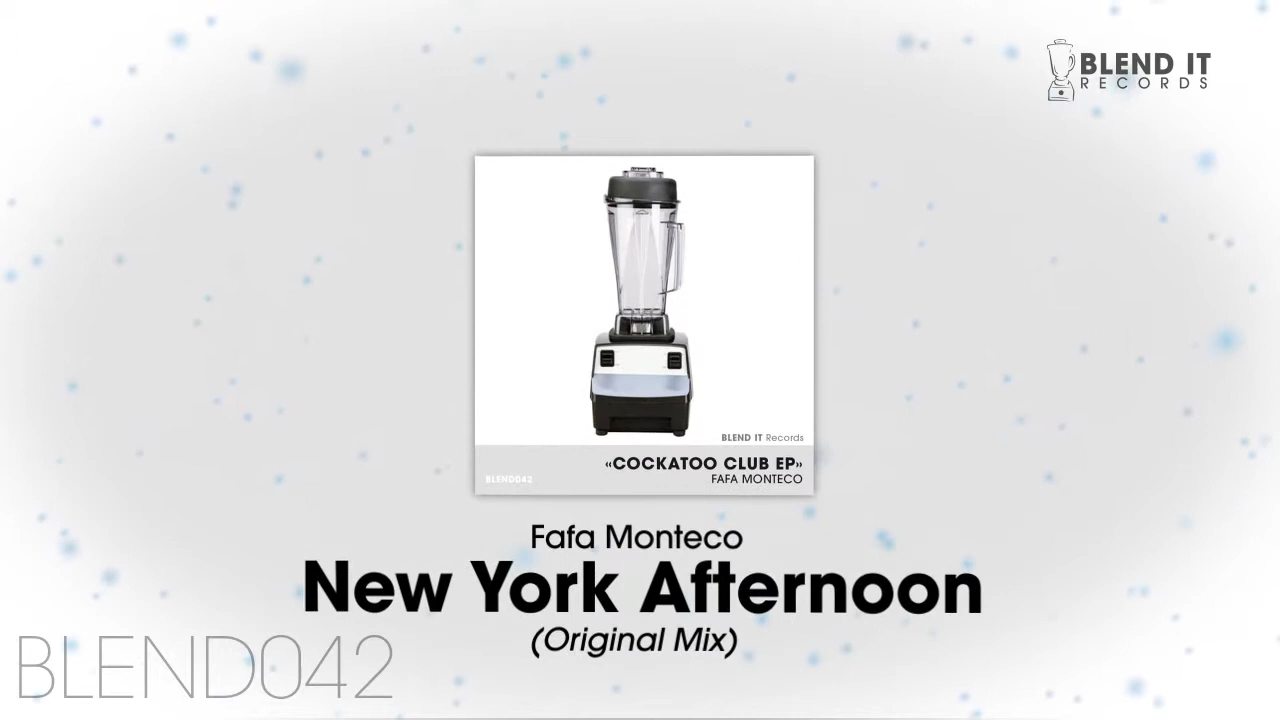 BLEND IT
RECORDS
BLEND IT Records
«COCKATOO CLUB EP»
BLEND042
FAFA MONTECO
Fafa Monteco
New York Afternoon
(Original Mix)
BLEND042